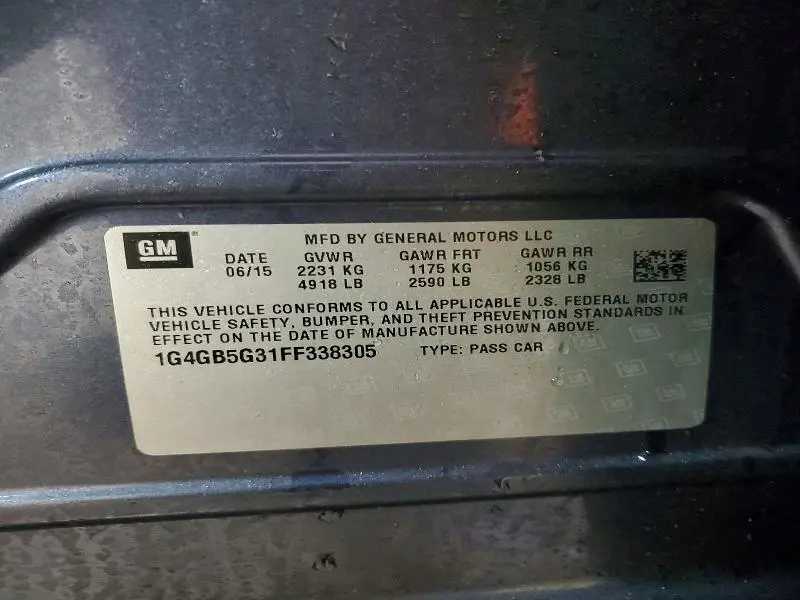 GM ®
MFD BY GENERAL MOTORS LLC
DATE GVWR GAWR FRT GAWR RR
06/15 2231 KG 1175 KG 1056 KG
4918 LB 2590 LB 2328 LB
THIS VEHICLE CONFORMS TO ALL APPLICABLE U.S. FEDERAL MOTOR
VEHICLE SAFETY, BUMPER, AND THEFT PREVENTION STANDARDS IN
EFFECT ON THE DATE OF MANUFACTURE SHOWN ABOVE.
1G4GB5G31FF338305 TYPE: PASS CAR